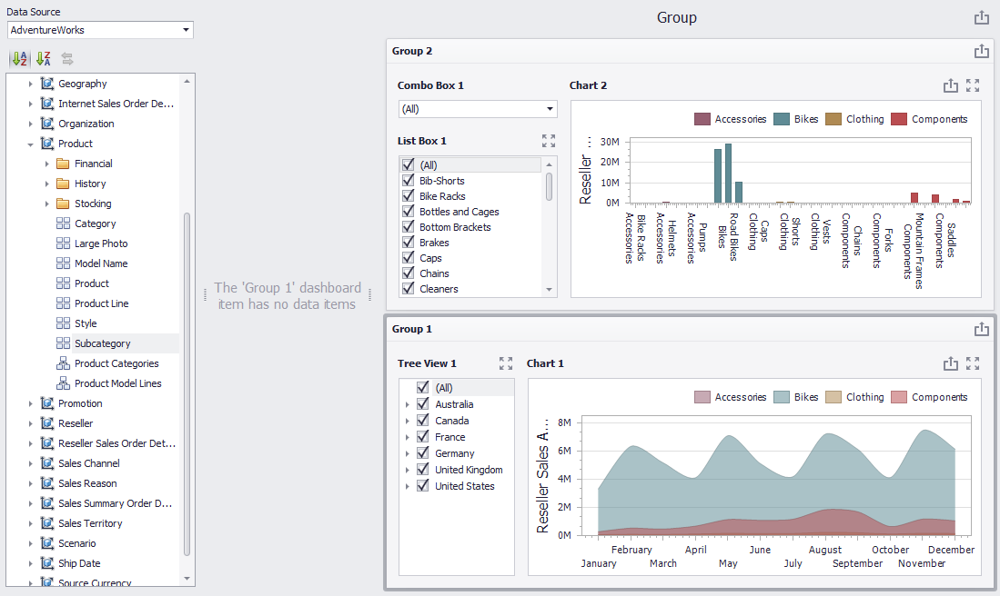 Data Source
AdventureWorks
Geography
Internet Sales Order De...
Organization
Product
Financial
History
Stocking
Category
Large Photo
Model Name
Product
Product Line
Style
Subcategory
Product Categories
Product Model Lines
Promotion
Reseller
Reseller Sales Order Det...
Sales Channel
Sales Reason
Sales Summary Order D...
Sales Territory
Scenario
Ship Date
Source Currency
The 'Group 1' dashboard
item has no data items
Group
Group 2
Combo Box 1
(All)
List Box 1
(All)
Bib-Shorts
Bike Racks
Bottles and Cages
Bottom Brackets
Brakes
Caps
Chains
Cleaners
Chart 2
Accessories Bikes Clothing Components
Reseller ...
30M
20M
10M
0M
Accessories
Bike Racks
Accessories
Helmets
Accessories
Pumps
Bikes
Road Bikes
Clothing
Caps
Clothing
Shorts
Clothing
Vests
Components
Chains
Components
Forks
Components
Mountain Frames
Components
Saddles
Group 1
Tree View 1
(All)
Australia
Canada
France
Germany
United Kingdom
United States
Chart 1
Accessories Bikes Clothing Components
Reseller Sales A...
8M
6M
4M
2M
0M
February April June August October December
January March May July September November